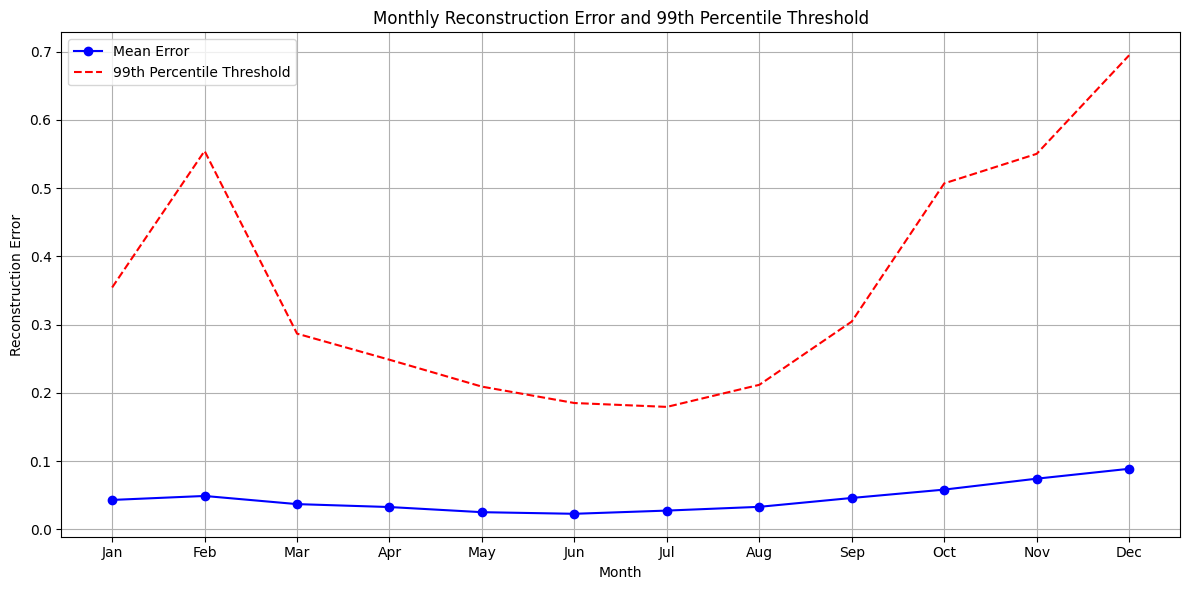 Monthly Reconstruction Error and 99th Percentile Threshold
Mean Error
99th Percentile Threshold
Reconstruction Error
0.7
0.6
0.5
0.4
0.3
0.2
0.1
0.0
Jan Feb Mar Apr May Jun Jul Aug Sep Oct Nov Dec
Month